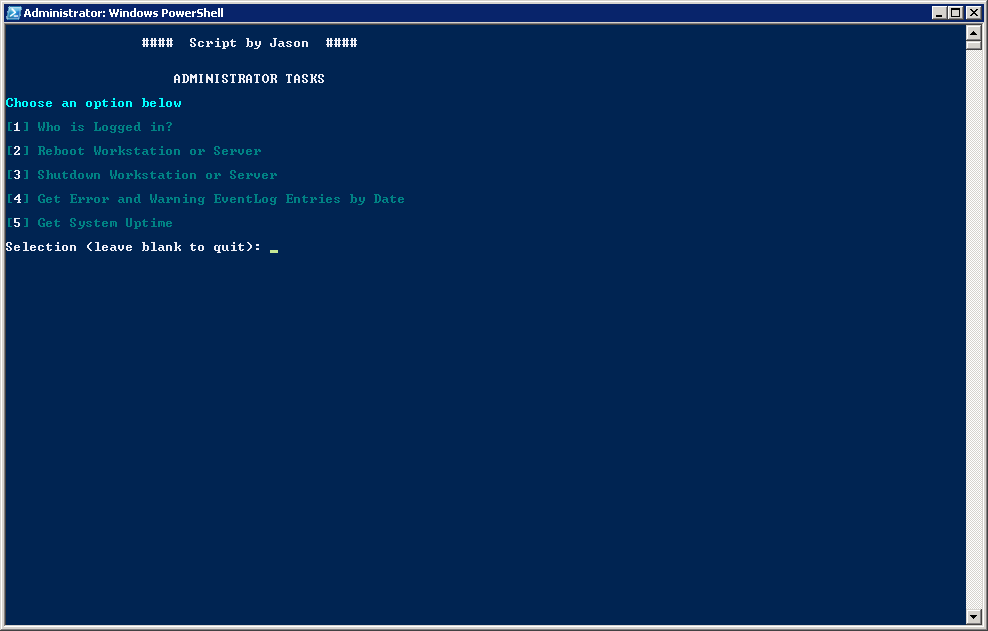 Administrator: Windows PowerShell
#### Script by Jason ####
ADMINISTRATOR TASKS
Choose an option below
[1] Who is Logged in?
[2] Reboot Workstation or Server
[3] Shutdown Workstation or Server
[4] Get Error and Warning EventLog Entries by Date
[5] Get System Uptime
Selection (leave blank to quit): _